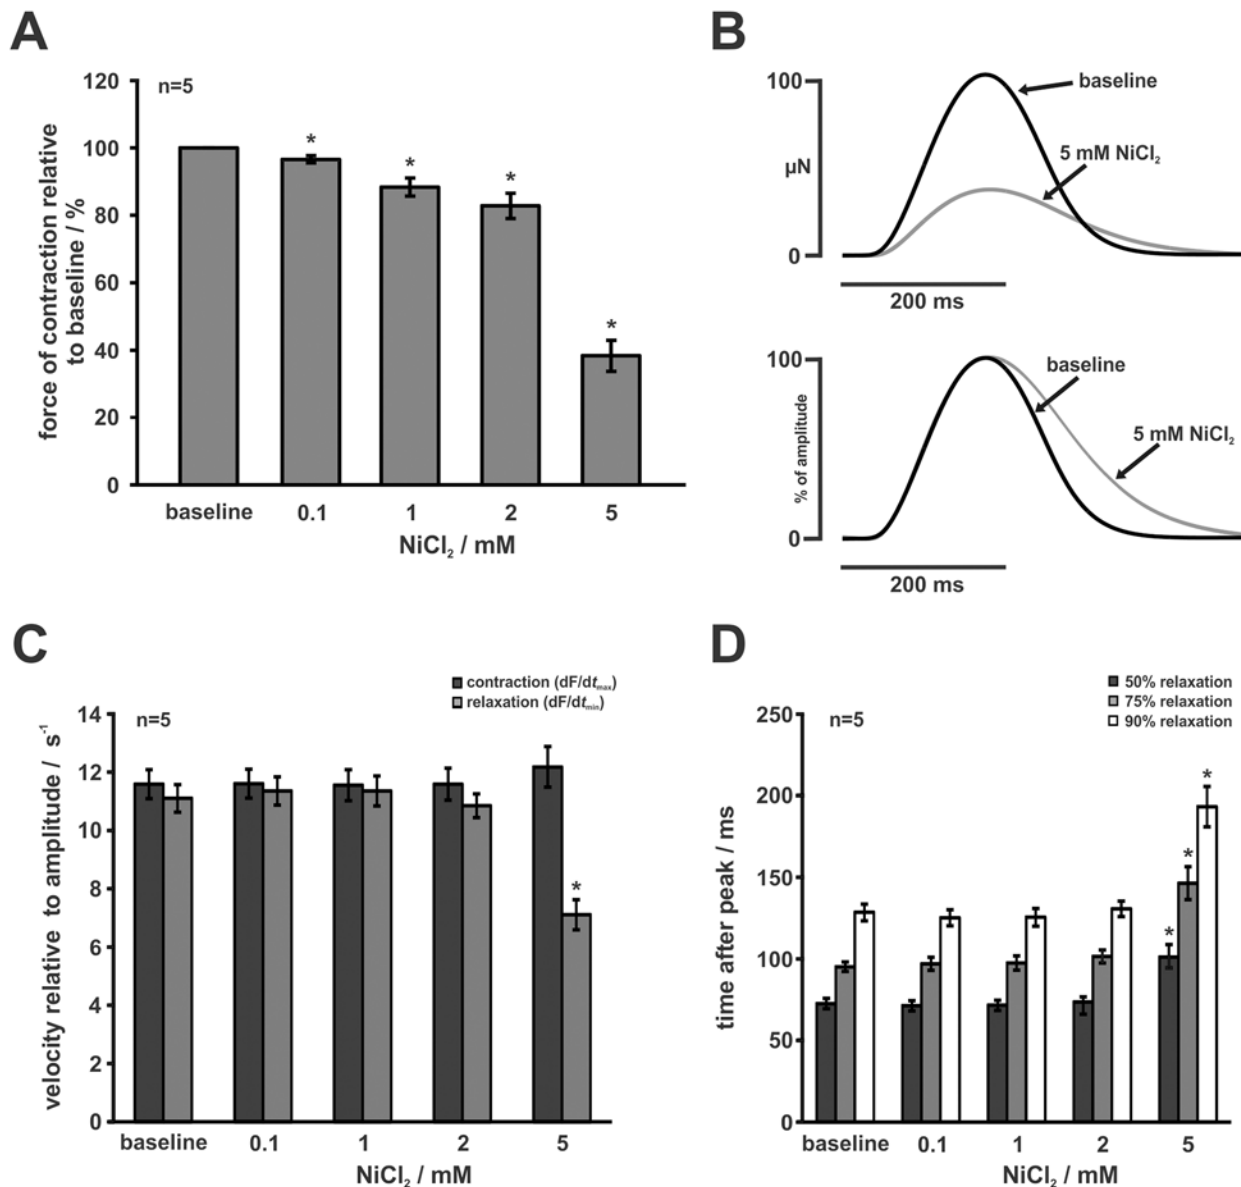 A
n=5
120
100
80
60
40
20
0
force of contraction relative
to baseline / %
*
*
*
*
baseline 0.1 1 2 5
NiCl₂ / mM
B
100
µN
0
baseline
5 mM NiCl₂
200 ms
100
% of amplitude
0
baseline
5 mM NiCl₂
200 ms
C
contraction (dF/dt_max)
relaxation (dF/dt_min)
n=5
14
12
10
8
6
4
2
0
velocity relative to amplitude / s⁻¹
*
baseline 0.1 1 2 5
NiCl₂ / mM
D
50% relaxation
75% relaxation
90% relaxation
n=5
250
200
150
100
50
0
time after peak / ms
*
*
*
baseline 0.1 1 2 5
NiCl₂ / mM